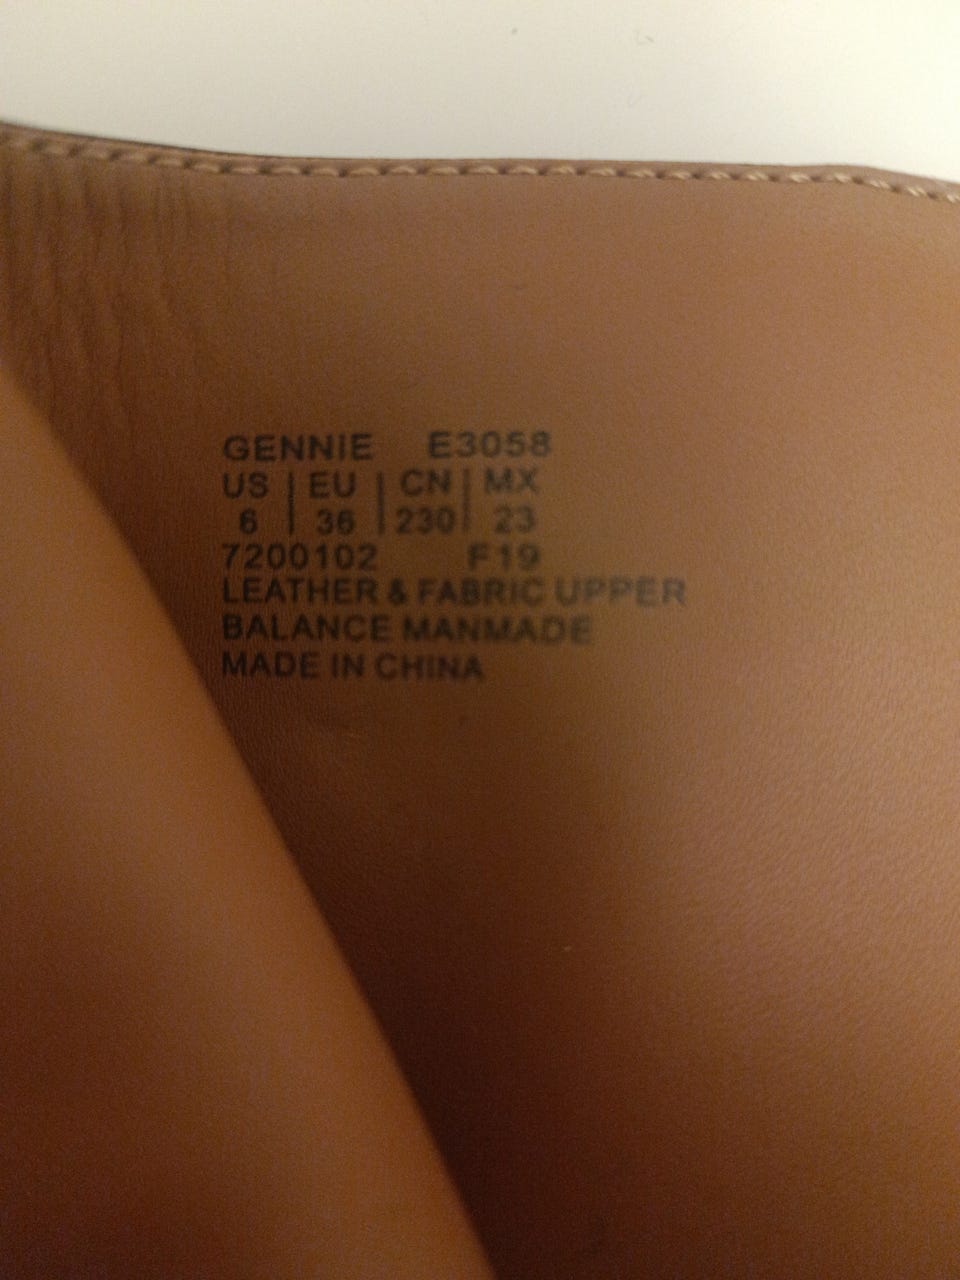 GENNIE E3058
US | EU | CN | MX
6 | 36 | 230 | 23
7200102 F19
LEATHER & FABRIC UPPER
BALANCE MANMADE
MADE IN CHINA